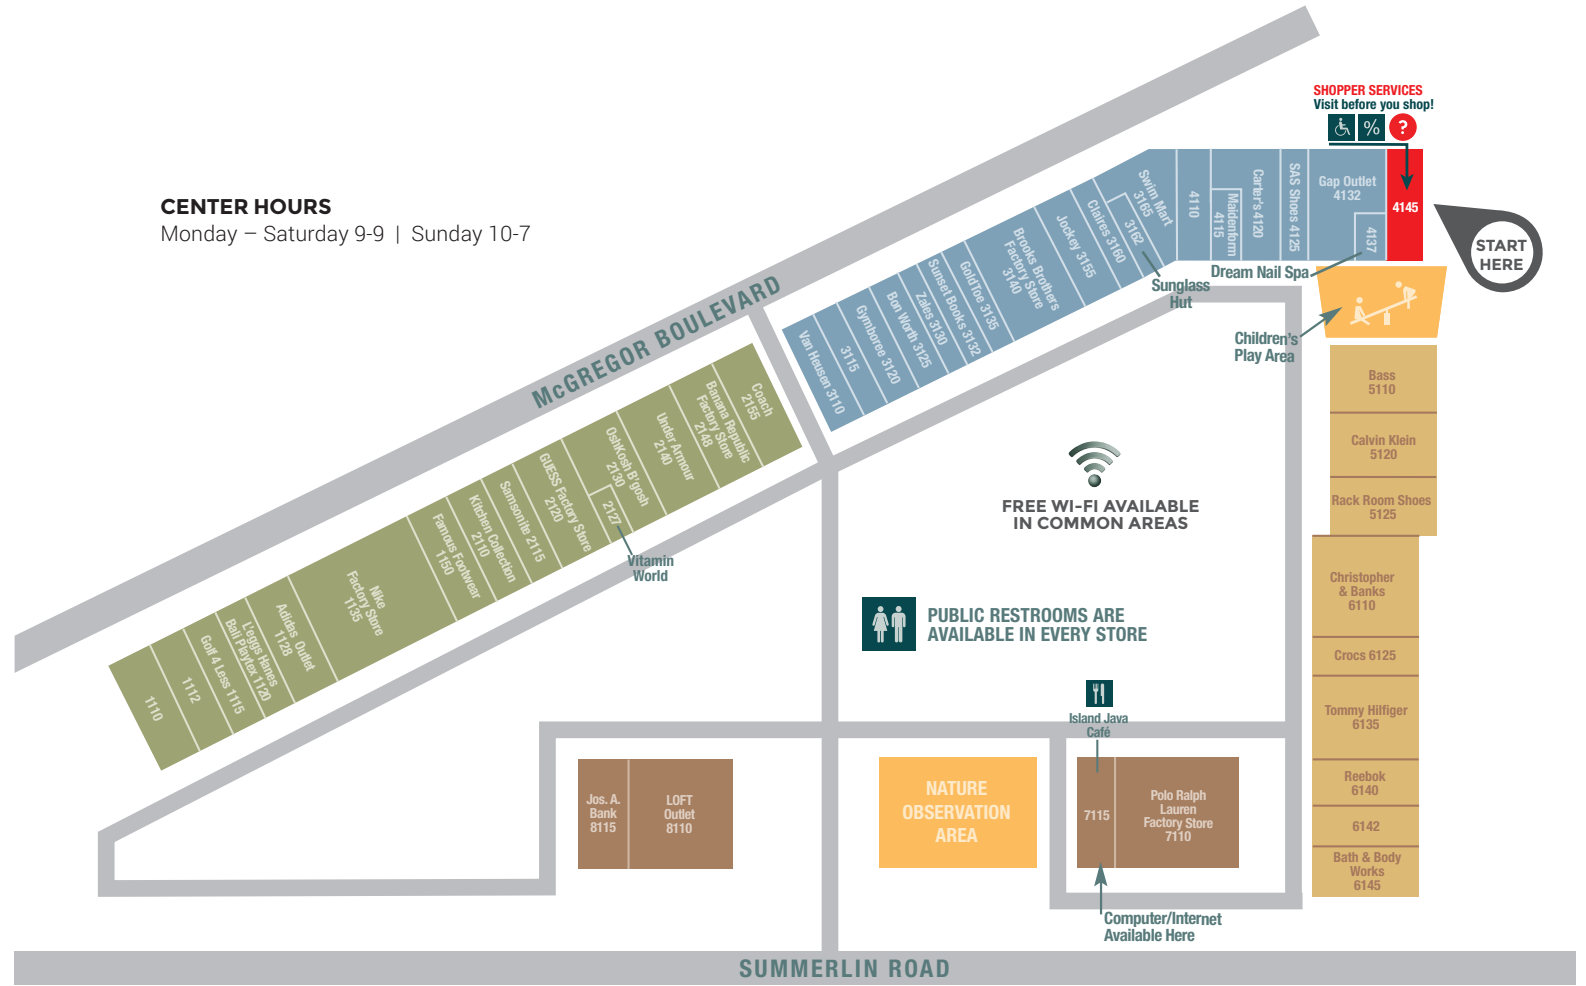 SHOPPER SERVICES
Visit before you shop!
%
?
CENTER HOURS
Monday – Saturday 9-9 | Sunday 10-7
START
HERE
McGREGOR BOULEVARD
4145
Gap Outlet
4132
4137
Dream Nail Spa
SAS Shoes 4125
Carter's 4120
Maidenform
4115
4110
Swim Mart
3165
3162
Sunglass
Hut
Claires 3160
Jockey 3155
Brooks Brothers
Factory Store
3140
GoldToe 3135
Sunset Books 3132
Zales 3130
Bon Worth 3125
Gymboree 3120
3115
Van Heusen 3110
Children's
Play Area
Coach
2155
Banana Republic
Factory Store
2148
Under Armour
2140
OshKosh B'gosh
2130
2127
Vitamin
World
GUESS Factory Store
2120
Samsonite 2115
Kitchen Collection
2110
Famous Footwear
1150
Nike
Factory Store
1135
Adidas Outlet
1128
L'eggs Hanes
Bali Playtex 1120
Golf 4 Less 1115
1112
1110
Bass
5110
Calvin Klein
5120
Rack Room Shoes
5125
Christopher
& Banks
6110
Crocs 6125
Tommy Hilfiger
6135
Reebok
6140
6142
Bath & Body
Works
6145
FREE WI-FI AVAILABLE
IN COMMON AREAS
PUBLIC RESTROOMS ARE
AVAILABLE IN EVERY STORE
Island Java
Café
Jos. A.
Bank
8115
LOFT
Outlet
8110
NATURE
OBSERVATION
AREA
7115
Polo Ralph
Lauren
Factory Store
7110
Computer/Internet
Available Here
SUMMERLIN ROAD